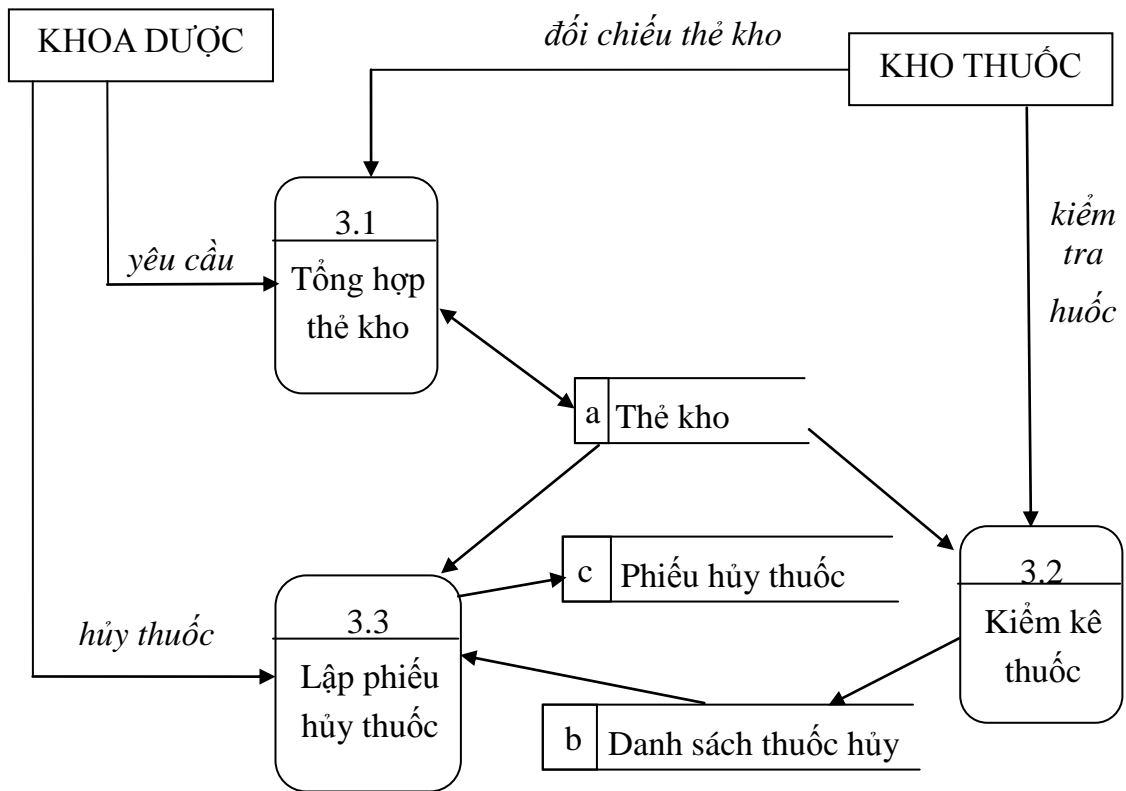 KHOA DƯỢC
đối chiếu thẻ kho
KHO THUỐC
3.1
Tổng hợp
thẻ kho
yêu cầu
kiểm
tra
huốc
a
Thẻ kho
c
Phiếu hủy thuốc
3.2
Kiểm kê
thuốc
3.3
Lập phiếu
hủy thuốc
hủy thuốc
b
Danh sách thuốc hủy